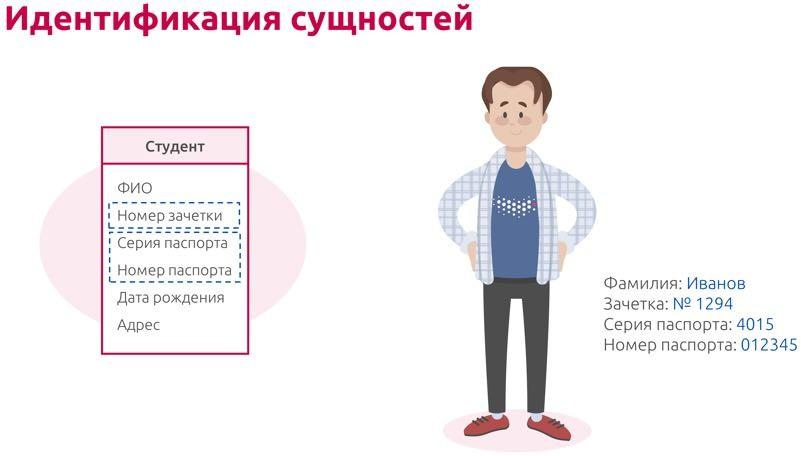 Идентификация сущностей
Студент
ФИО
Номер зачетки
Серия паспорта
Номер паспорта
Дата рождения
Адрес
Фамилия: Иванов
Зачетка: № 1294
Серия паспорта: 4015
Номер паспорта: 012345